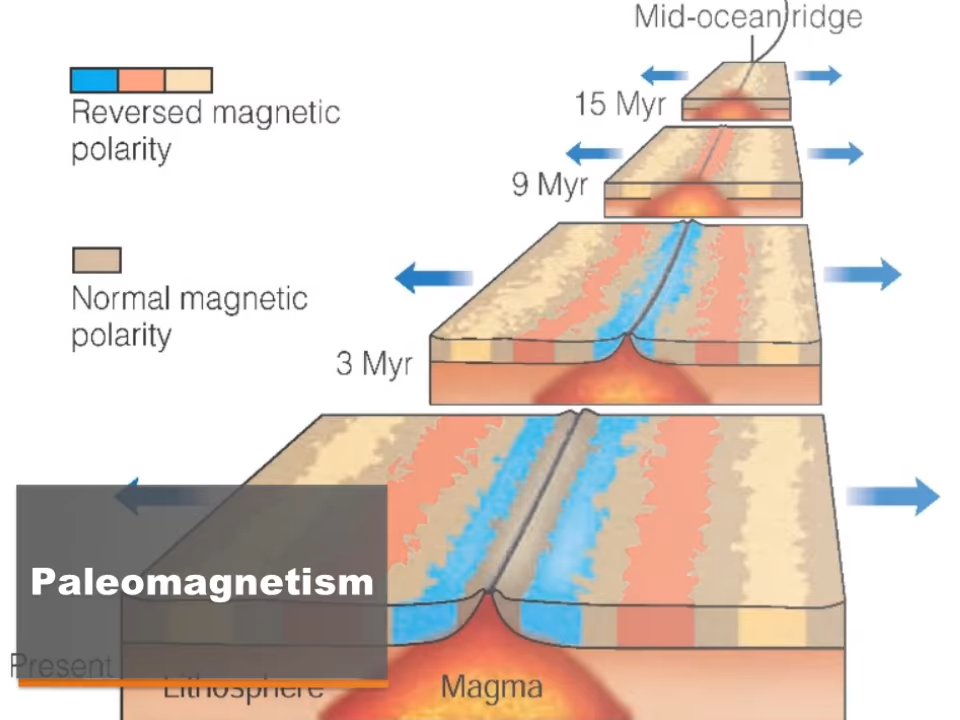 Mid-ocean ridge
Reversed magnetic
polarity
15 Myr
9 Myr
Normal magnetic
polarity
3 Myr
Paleomagnetism
Present
Lithosphere
Magma